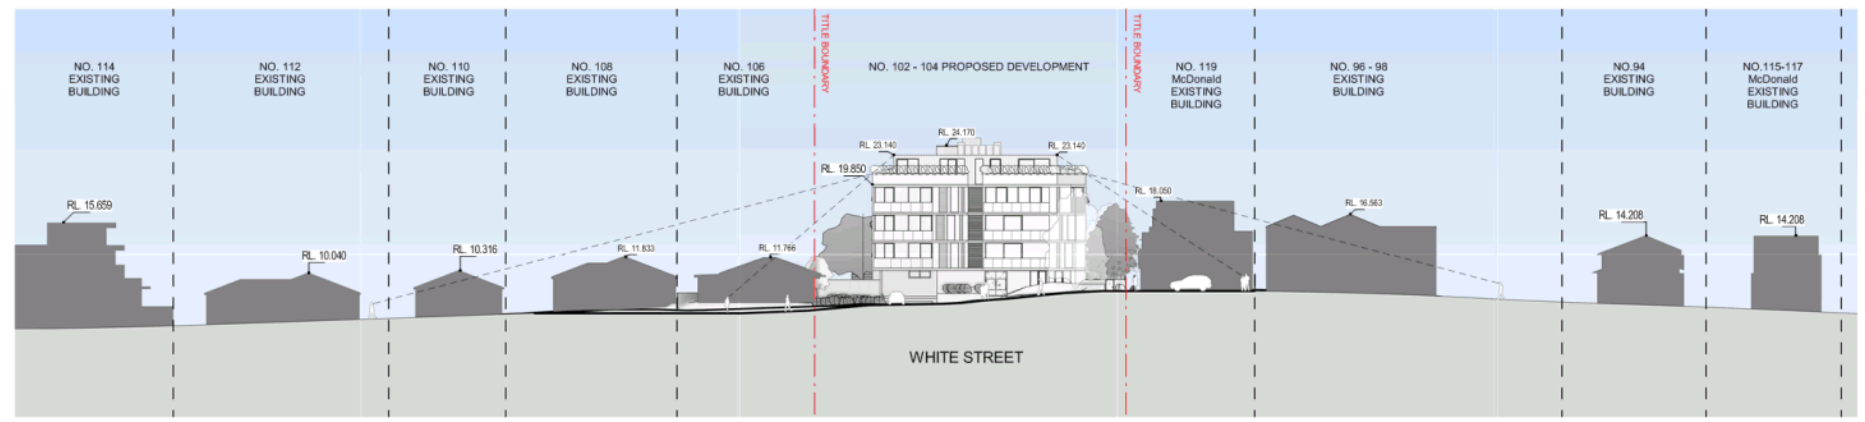 NO. 114
EXISTING
BUILDING
NO. 112
EXISTING
BUILDING
NO. 110
EXISTING
BUILDING
NO. 108
EXISTING
BUILDING
NO. 106
EXISTING
BUILDING
TITLE BOUNDARY
NO. 102 - 104 PROPOSED DEVELOPMENT
TITLE BOUNDARY
NO. 119
McDonald
EXISTING
BUILDING
NO. 96 - 98
EXISTING
BUILDING
NO.94
EXISTING
BUILDING
NO.115-117
McDonald
EXISTING
BUILDING
RL. 15.659
RL. 10.040
RL. 10.316
RL. 11.833
RL. 11.766
RL. 19.850
RL. 23.140
RL. 24.170
RL. 23.140
RL. 18.050
RL. 16.563
RL. 14.208
RL. 14.208
WHITE STREET